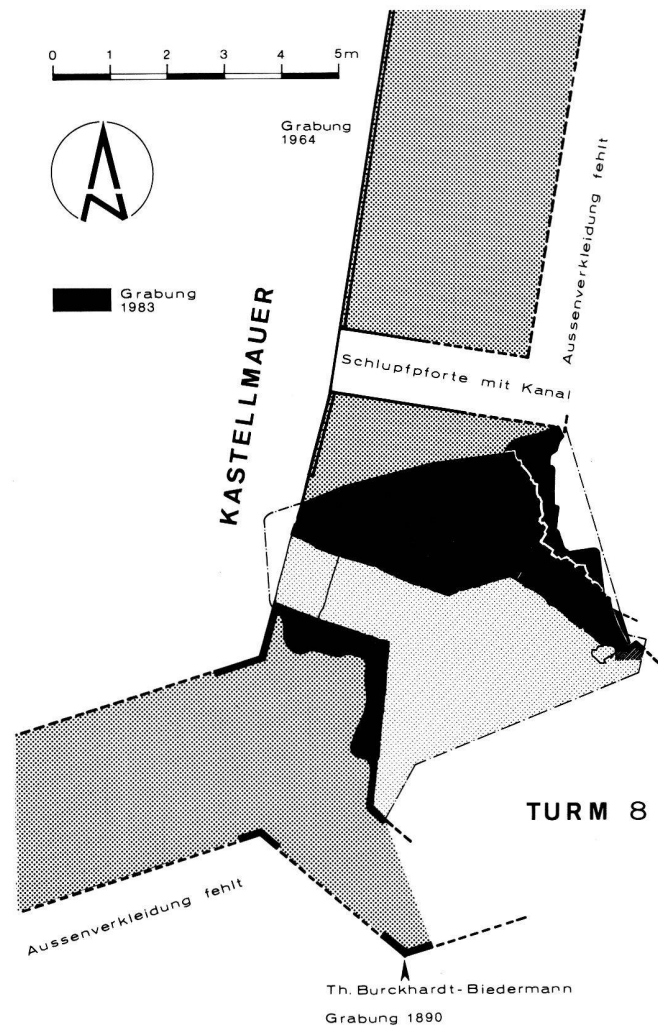 0 1 2 3 4 5m
Grabung
1964
Grabung
1983
KASTELLMAUER
Aussenverkleidung fehlt
Schlupfpforte mit Kanal
TURM 8
Aussenverkleidung fehlt
Th. Burckhardt-Biedermann
Grabung 1890